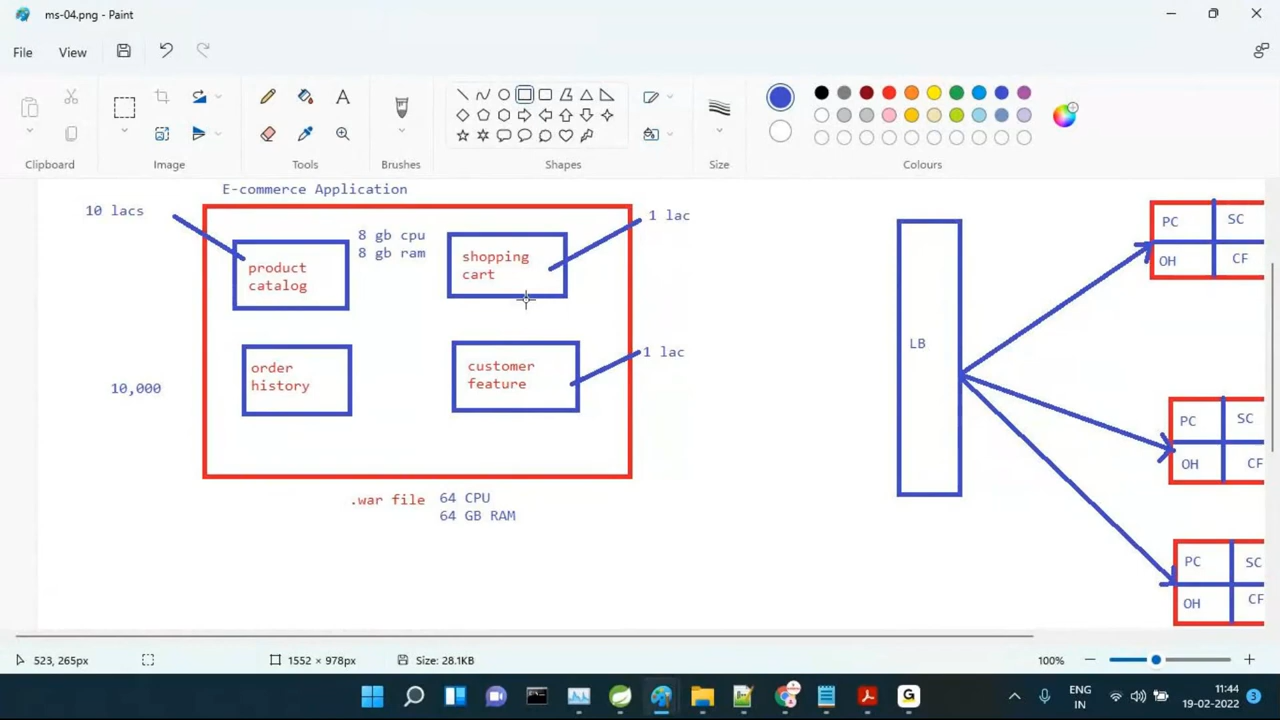 ms-04.png - Paint
File
View
Clipboard
Image
Tools
Brushes
Shapes
Size
Colours
E-commerce Application
10 lacs
8 gb cpu
8 gb ram
1 lac
product
catalog
shopping
cart
order
history
customer
feature
1 lac
10,000
.war file
64 CPU
64 GB RAM
LB
PC
SC
OH
CF
PC
SC
OH
CF
PC
SC
OH
CF
523, 265px
1552 × 978px
Size: 28.1KB
100%
ENG
IN
11:44
19-02-2022
3